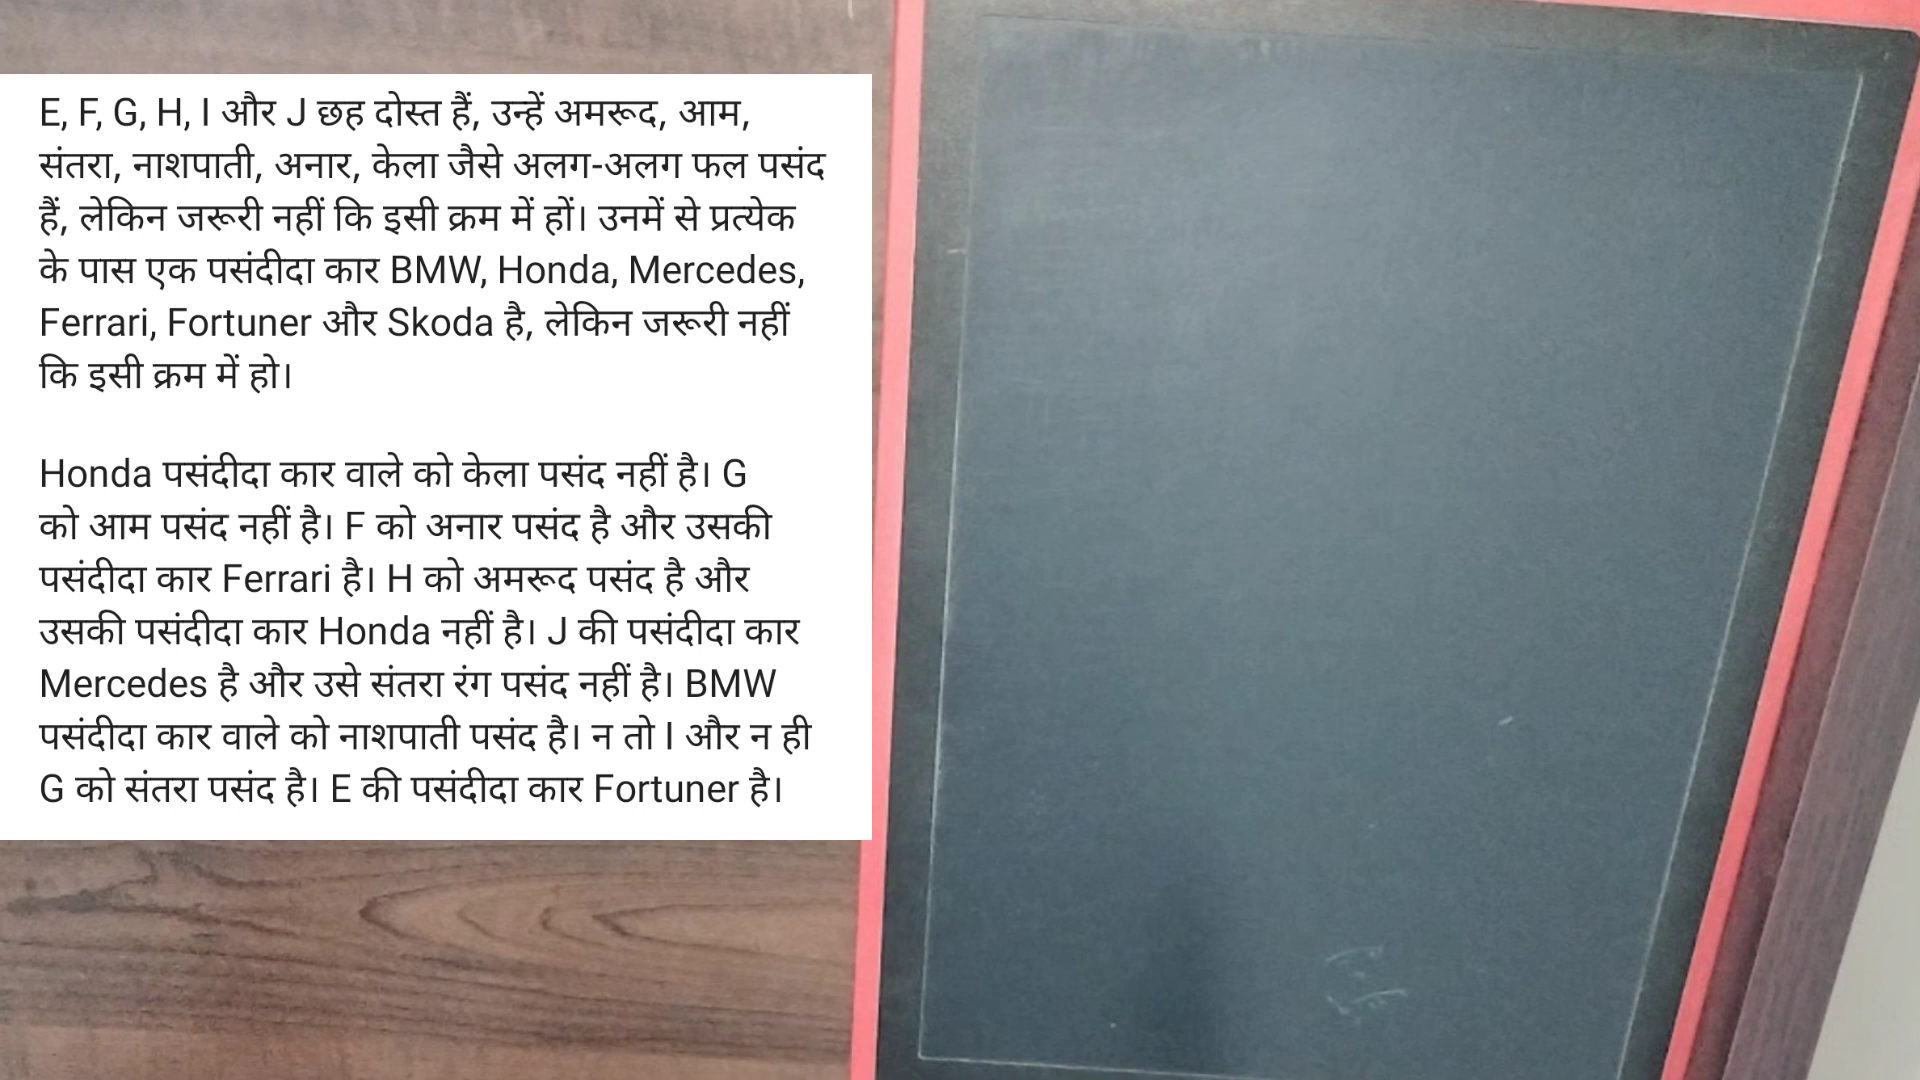 E, F, G, H, I और J छह दोस्त हैं, उन्हें अमरूद, आम,
संतरा, नाशपाती, अनार, केला जैसे अलग-अलग फल पसंद
हैं, लेकिन जरूरी नहीं कि इसी क्रम में हों। उनमें से प्रत्येक
के पास एक पसंदीदा कार BMW, Honda, Mercedes,
Ferrari, Fortuner और Skoda है, लेकिन जरूरी नहीं
कि इसी क्रम में हो।
Honda पसंदीदा कार वाले को केला पसंद नहीं है। G
को आम पसंद नहीं है। F को अनार पसंद है और उसकी
पसंदीदा कार Ferrari है। H को अमरूद पसंद है और
उसकी पसंदीदा कार Honda नहीं है। J की पसंदीदा कार
Mercedes है और उसे संतरा रंग पसंद नहीं है। BMW
पसंदीदा कार वाले को नाशपाती पसंद है। न तो I और न ही
G को संतरा पसंद है। E की पसंदीदा कार Fortuner है।